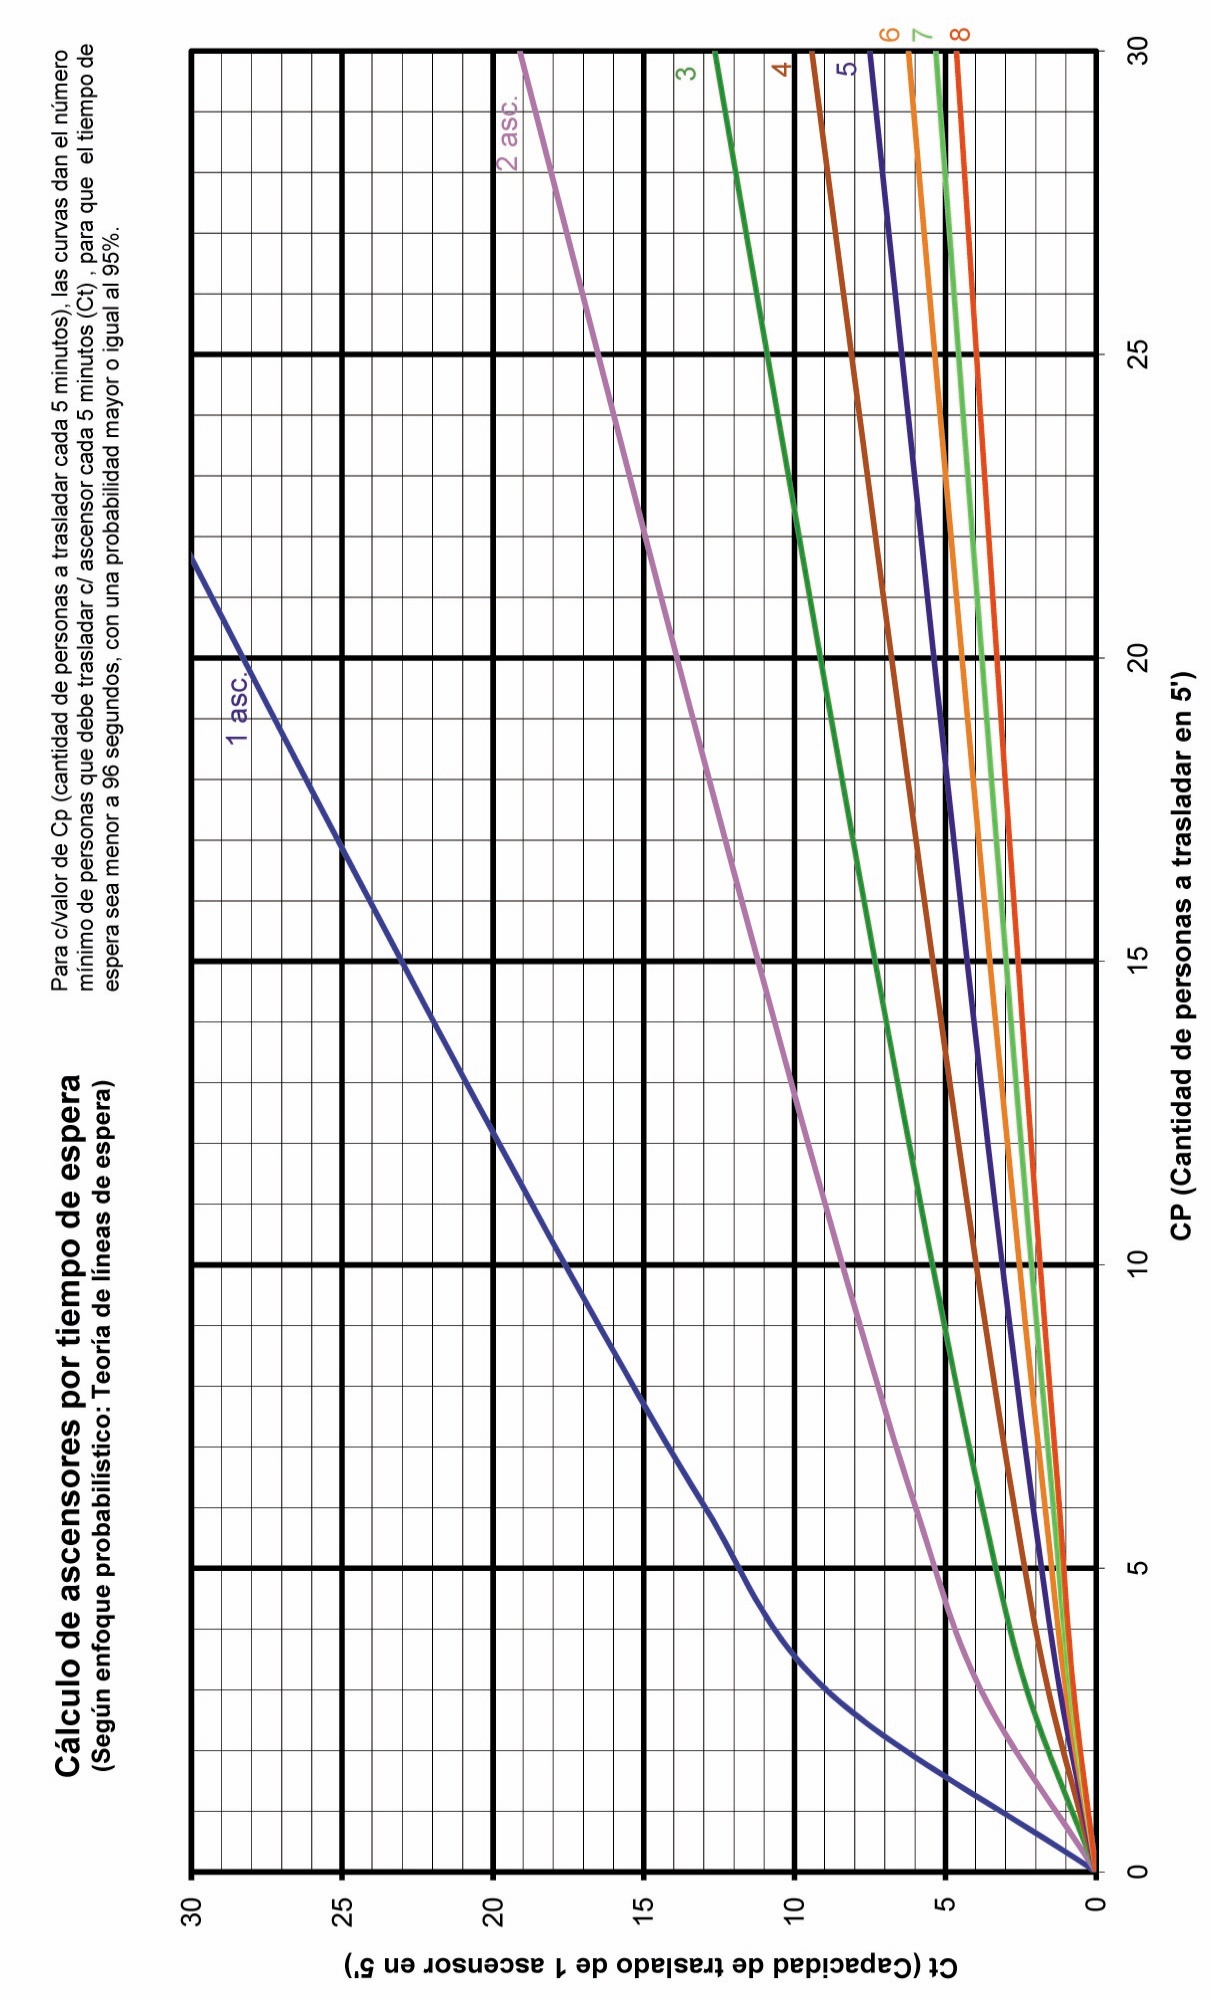 Cálculo de ascensores por tiempo de espera
(Según enfoque probabilístico: Teoría de líneas de espera)
Para c/valor de Cp (cantidad de personas a trasladar cada 5 minutos), las curvas dan el número
mínimo de personas que debe trasladar c/ ascensor cada 5 minutos (Ct) , para que el tiempo de
espera sea menor a 96 segundos, con una probabilidad mayor o igual al 95%.
Ct (Capacidad de traslado de 1 ascensor en 5')
30
25
20
15
10
5
0
1 asc.
2 asc.
3
4
5
6
7
8
0 5 10 15 20 25 30
CP (Cantidad de personas a trasladar en 5')